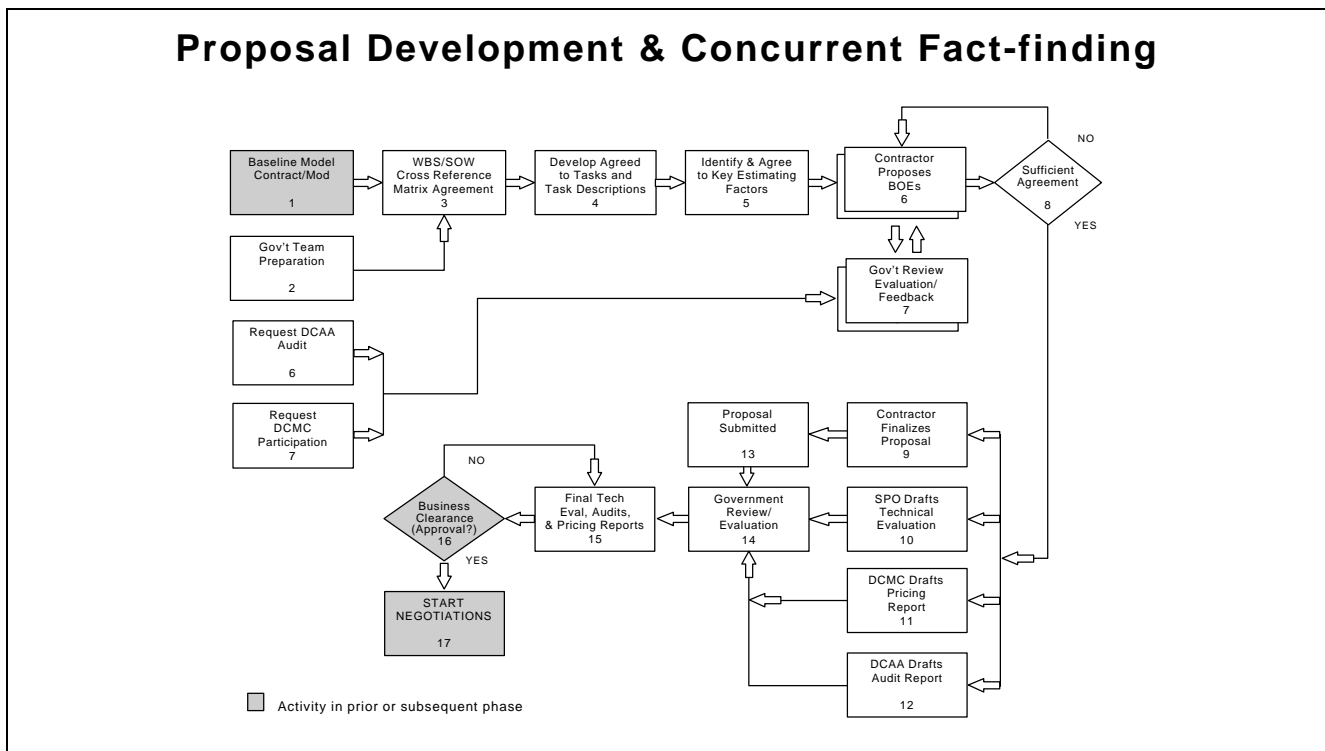 Proposal Development & Concurrent Fact-finding
Baseline Model
Contract/Mod
1
WBS/SOW
Cross Reference
Matrix Agreement
3
Develop Agreed
to Tasks and
Task Descriptions
4
Identify & Agree
to Key Estimating
Factors
5
Contractor
Proposes
BOEs
6
NO
Sufficient
Agreement
8
YES
Gov't Team
Preparation
2
Gov't Review
Evaluation/
Feedback
7
Request DCAA
Audit
6
Request
DCMC
Participation
7
Proposal
Submitted
13
Contractor
Finalizes
Proposal
9
NO
Business
Clearance
(Approval?)
16
YES
Final Tech
Eval, Audits,
& Pricing Reports
15
Government
Review/
Evaluation
14
SPO Drafts
Technical
Evaluation
10
DCMC Drafts
Pricing
Report
11
START
NEGOTIATIONS
17
DCAA Drafts
Audit Report
12
Activity in prior or subsequent phase